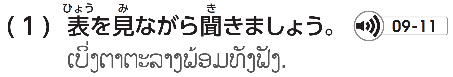 (1) 表を見ながら聞きましょう。 09-11
ເບິ່ງຕາຕະລາງພ້ອມທັງຟັງ.